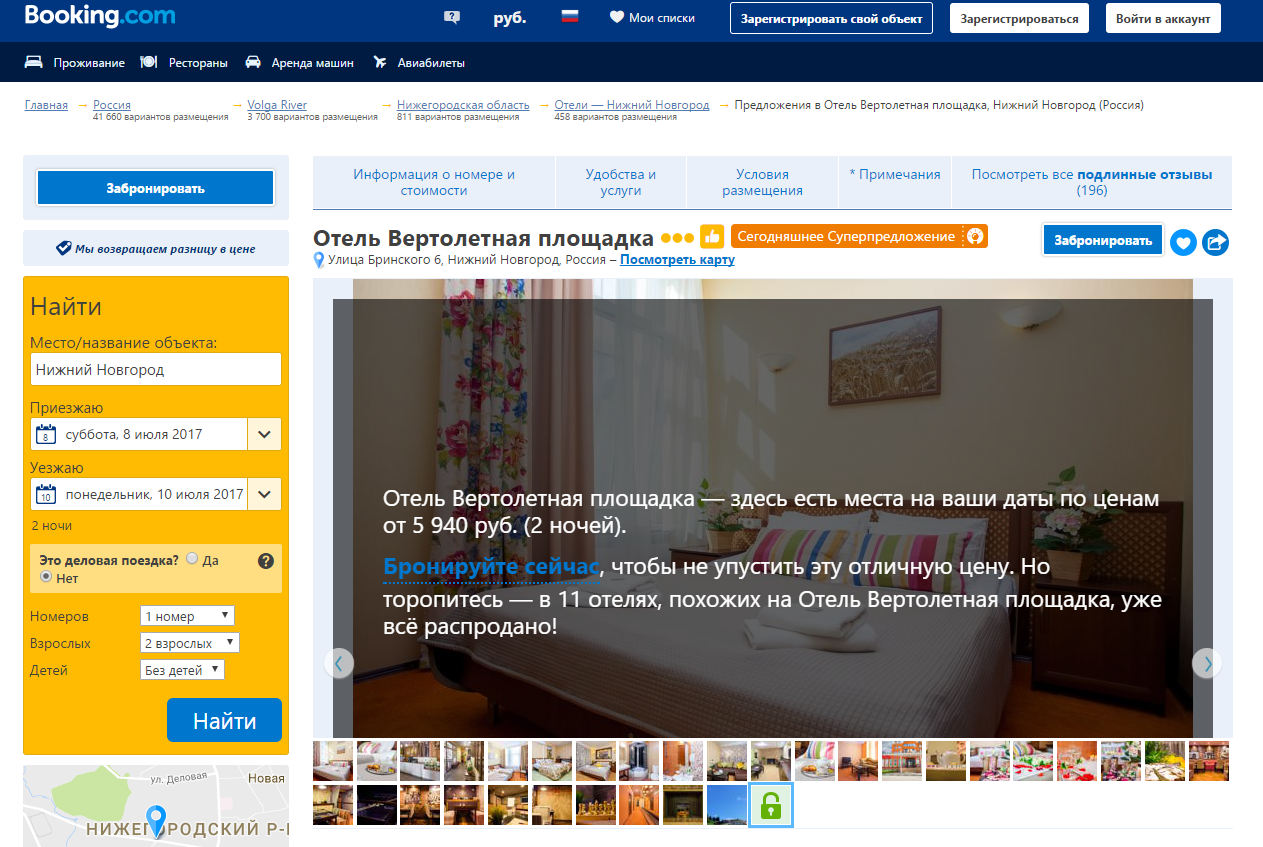 Booking.com
руб.
Мои списки
Зарегистрировать свой объект
Зарегистрироваться
Войти в аккаунт
Проживание
Рестораны
Аренда машин
Авиабилеты
Главная → Россия → Volga River → Нижегородская область → Отели — Нижний Новгород → Предложения в Отель Вертолетная площадка, Нижний Новгород (Россия)
41 660 вариантов размещения 3 700 вариантов размещения 811 вариантов размещения 458 вариантов размещения
Забронировать
Мы возвращаем разницу в цене
Найти
Место/название объекта:
Нижний Новгород
Приезжаю
8 суббота, 8 июля 2017
Уезжаю
10 понедельник, 10 июля 2017
2 ночи
Это деловая поездка? Да
Нет
Номеров 1 номер
Взрослых 2 взрослых
Детей Без детей
Найти
ул. Деловая
Новая
НИЖЕГОРОДСКИЙ Р-
Информация о номере и
стоимости
Удобства и
услуги
Условия
размещения
* Примечания
Посмотреть все подлинные отзывы
(196)
Отель Вертолетная площадка
Сегодняшнее Суперпредложение
Забронировать
Улица Бринского 6, Нижний Новгород, Россия – Посмотреть карту
Отель Вертолетная площадка — здесь есть места на ваши даты по ценам
от 5 940 руб. (2 ночей).
Бронируйте сейчас, чтобы не упустить эту отличную цену. Но
торопитесь — в 11 отелях, похожих на Отель Вертолетная площадка, уже
всё распродано!